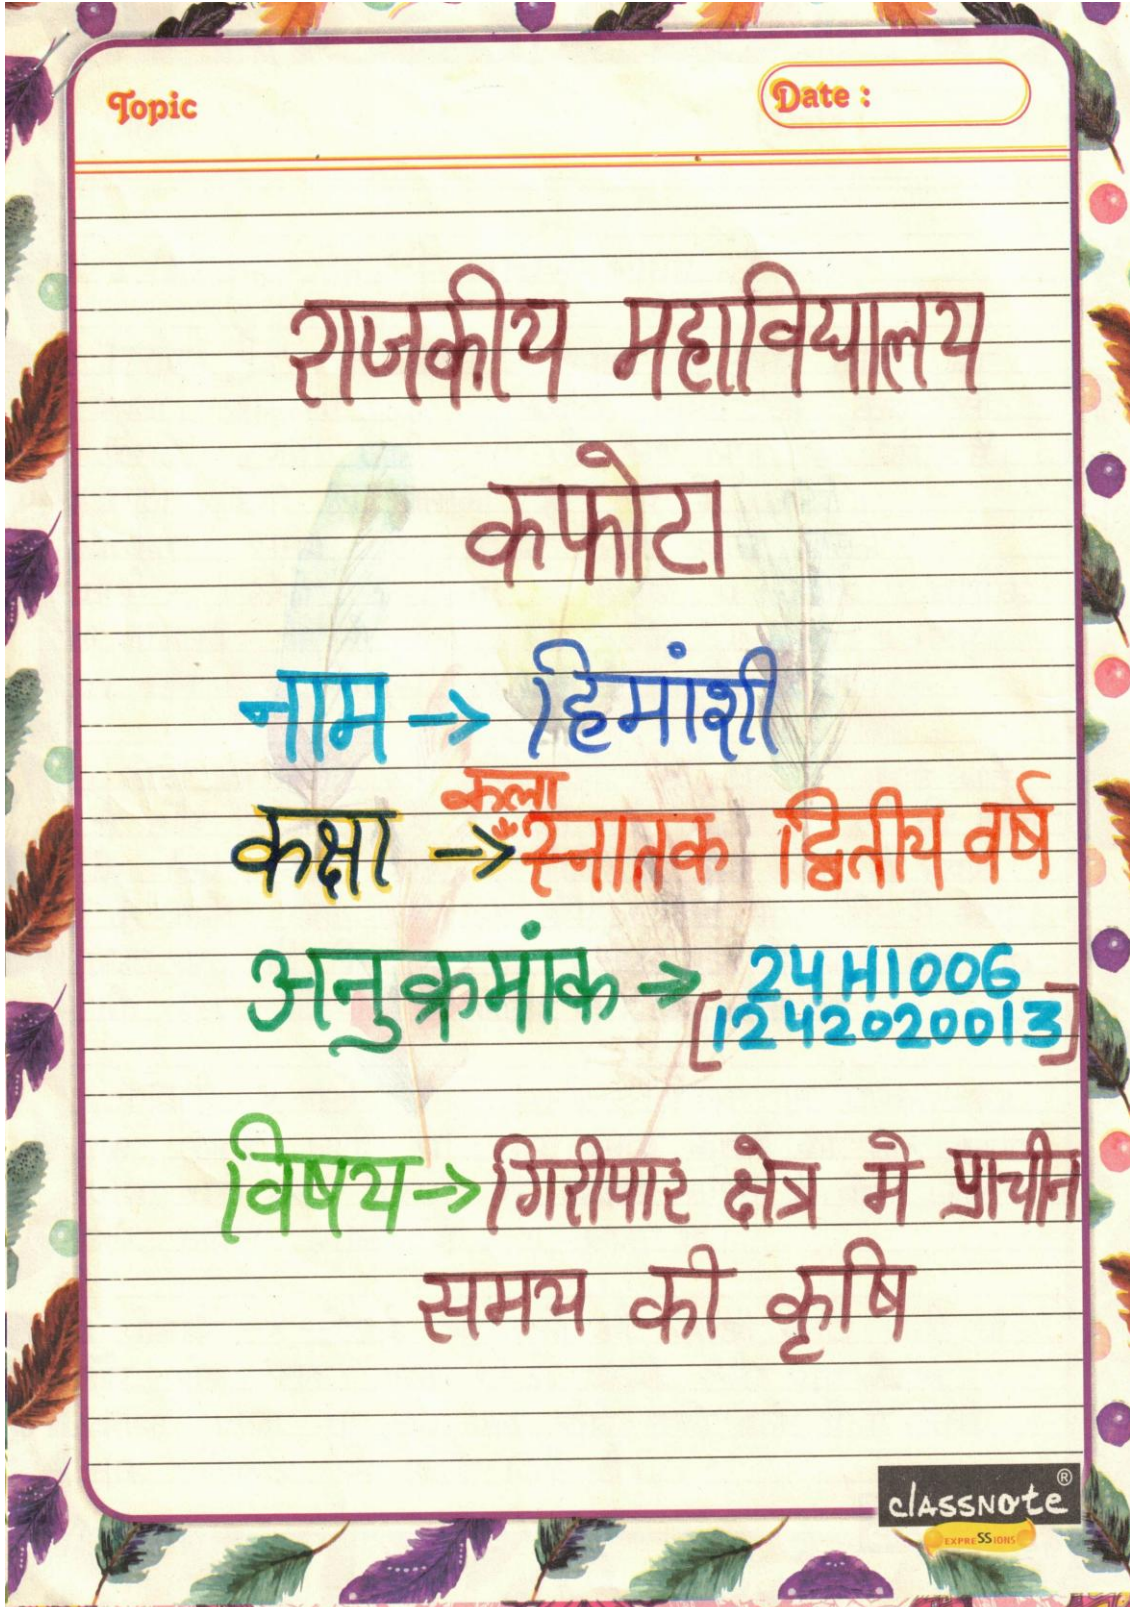 Topic
Date :
राजकीय महाविद्यालय
कफोटा
नाम → हिमांशी
कला
कक्षा → स्नातक द्वितीय वर्ष
अनुक्रमांक → 24H1006
[1242020013]
विषय → गिरीपार क्षेत्र मे प्राचीन
समय की कृषि
classnote ®
EXPRESSIONS